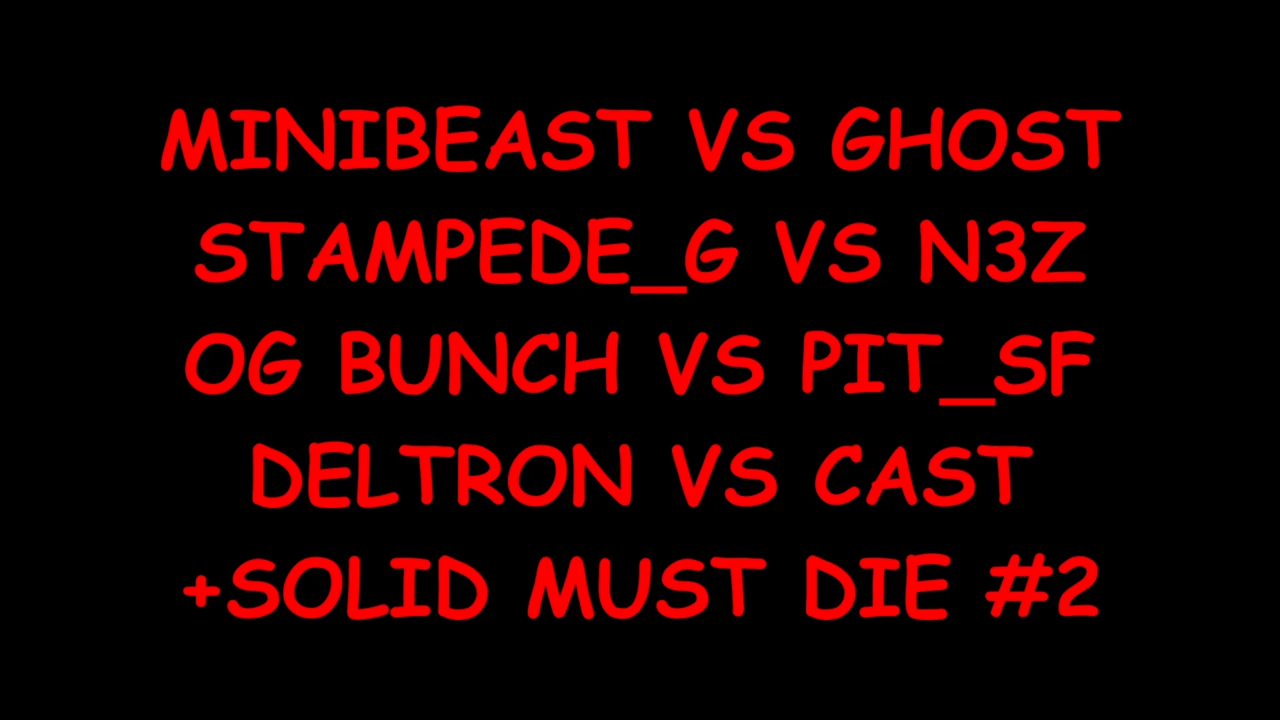 MINIBEAST VS GHOST
STAMPEDE_G VS N3Z
OG BUNCH VS PIT_SF
DELTRON VS CAST
+SOLID MUST DIE #2